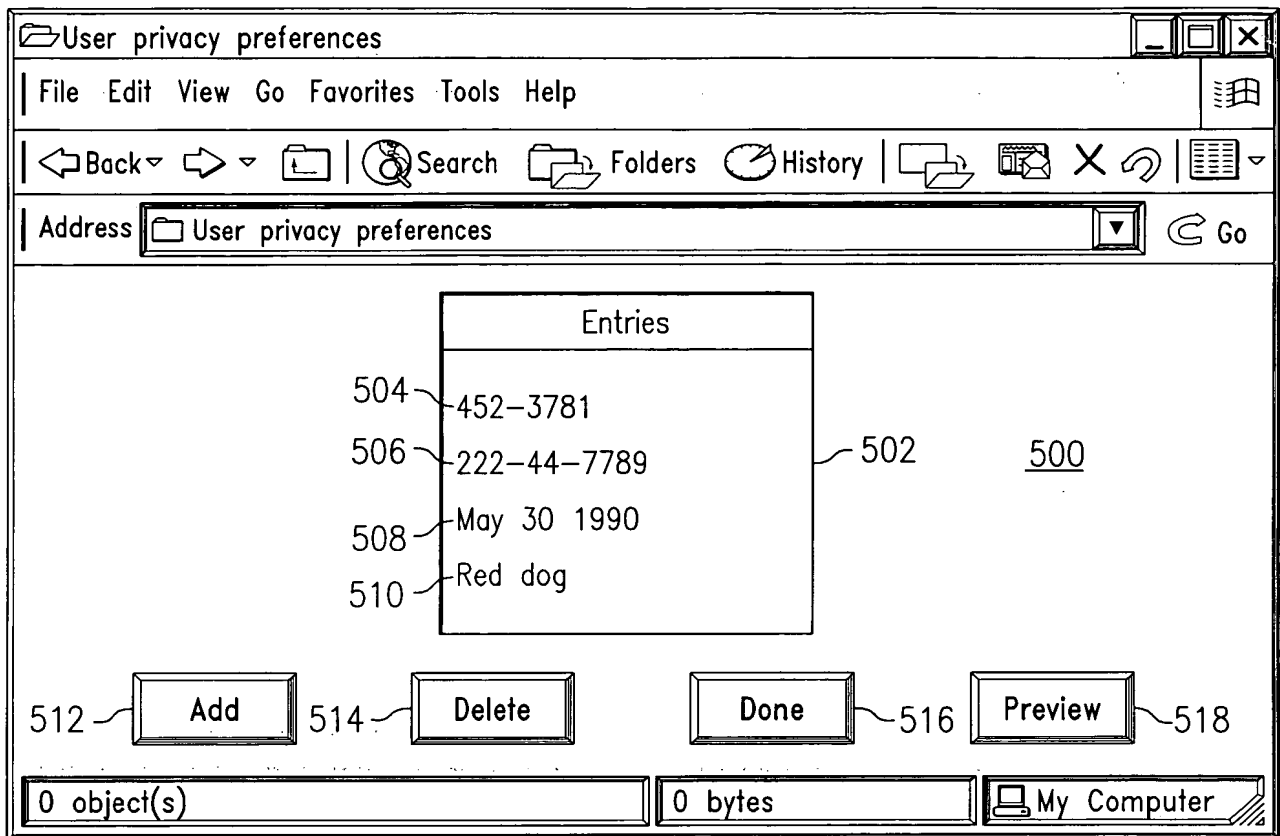 User privacy preferences
File Edit View Go Favorites Tools Help
Back Search Folders History
Address User privacy preferences Go
Entries
504 452-3781
506 222-44-7789
502 500
508 May 30 1990
510 Red dog
512 Add 514 Delete Done 516 Preview 518
0 object(s) 0 bytes My Computer